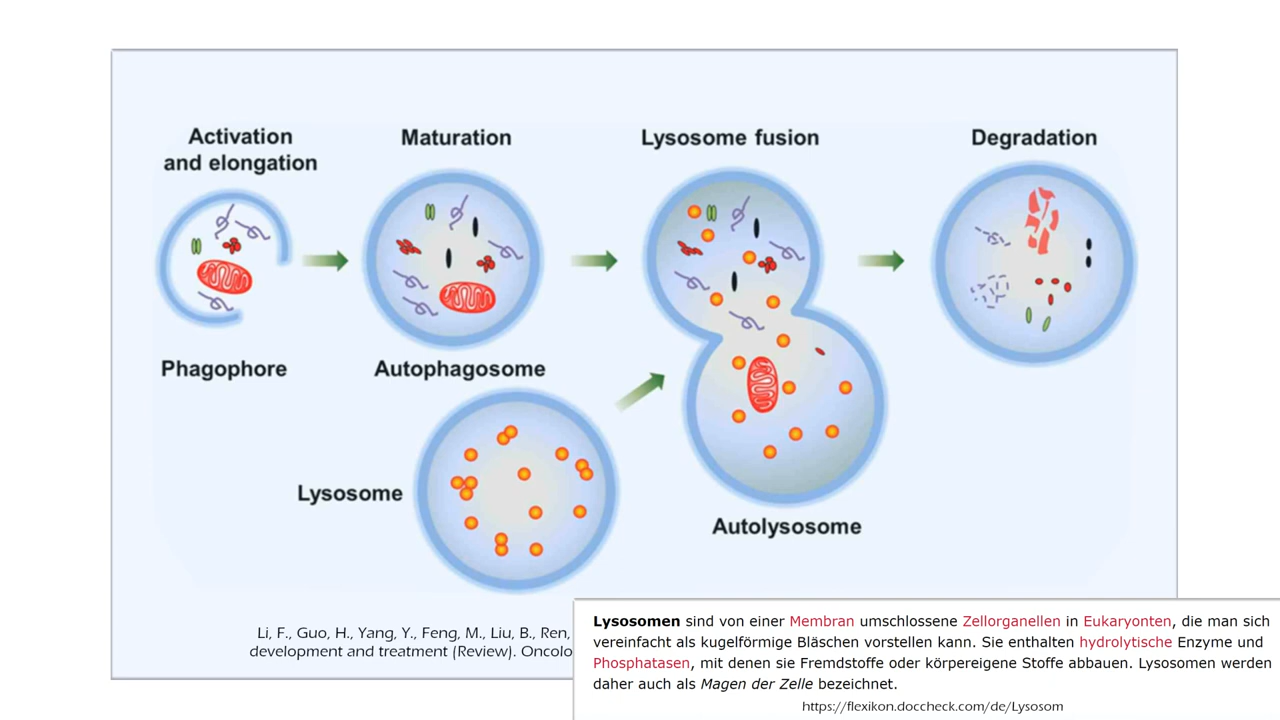 Activation
and elongation
Maturation
Lysosome fusion
Degradation
Phagophore
Autophagosome
Lysosome
Autolysosome
Li, F., Guo, H., Yang, Y., Feng, M., Liu, B., Ren,
development and treatment (Review). Oncolo
Lysosomen sind von einer Membran umschlossene Zellorganellen in Eukaryonten, die man sich
vereinfacht als kugelförmige Bläschen vorstellen kann. Sie enthalten hydrolytische Enzyme und
Phosphatasen, mit denen sie Fremdstoffe oder körpereigene Stoffe abbauen. Lysosomen werden
daher auch als Magen der Zelle bezeichnet.
https://flexikon.doccheck.com/de/Lysosom